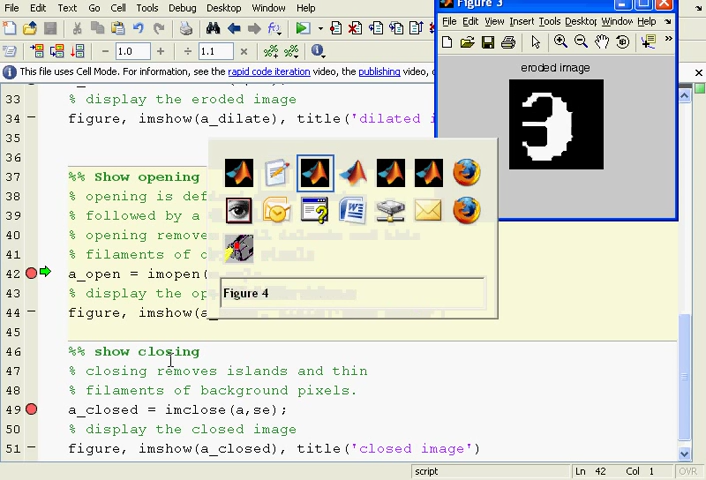 File Edit Text Go Cell Tools Debug Desktop Window Help
Figure 3
File Edit View Insert Tools Desktop Window Help
1.0
1.1
This file uses Cell Mode. For information, see the rapid code iteration video, the publishing video,
eroded image
33 % display the eroded image
34 figure, imshow(a_dilate), title('dilated i
35
36
37 %% Show opening
38 % opening is def
39 % followed by a
40 % opening remove
41 % filaments of
42 a_open = imopen(
43 % display the op
44 figure, imshow(a_
45
Figure 4
46 %% show closing
47 % closing removes islands and thin
48 % filaments of background pixels.
49 a_closed = imclose(a,se);
50 % display the closed image
51 figure, imshow(a_closed), title('closed image')
script
Ln 42 Col 1 OVR